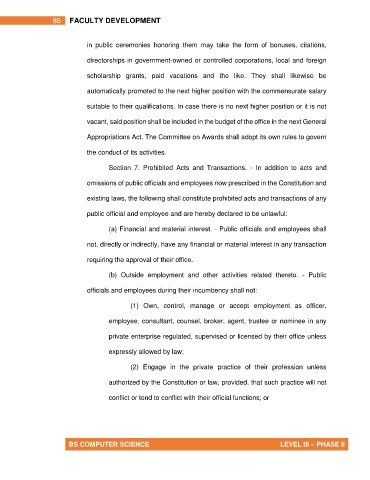 86 FACULTY DEVELOPMENT
in public ceremonies honoring them may take the form of bonuses, citations,
directorships in government-owned or controlled corporations, local and foreign
scholarship grants, paid vacations and the like. They shall likewise be
automatically promoted to the next higher position with the commensurate salary
suitable to their qualifications. In case there is no next higher position or it is not
vacant, said position shall be included in the budget of the office in the next General
Appropriations Act. The Committee on Awards shall adopt its own rules to govern
the conduct of its activities.
Section 7. Prohibited Acts and Transactions. - In addition to acts and
omissions of public officials and employees now prescribed in the Constitution and
existing laws, the following shall constitute prohibited acts and transactions of any
public official and employee and are hereby declared to be unlawful:
(a) Financial and material interest. - Public officials and employees shall
not, directly or indirectly, have any financial or material interest in any transaction
requiring the approval of their office.
(b) Outside employment and other activities related thereto. - Public
officials and employees during their incumbency shall not:
(1) Own, control, manage or accept employment as officer,
employee, consultant, counsel, broker, agent, trustee or nominee in any
private enterprise regulated, supervised or licensed by their office unless
expressly allowed by law;
(2) Engage in the private practice of their profession unless
authorized by the Constitution or law, provided, that such practice will not
conflict or tend to conflict with their official functions; or
BS COMPUTER SCIENCE LEVEL III – PHASE II